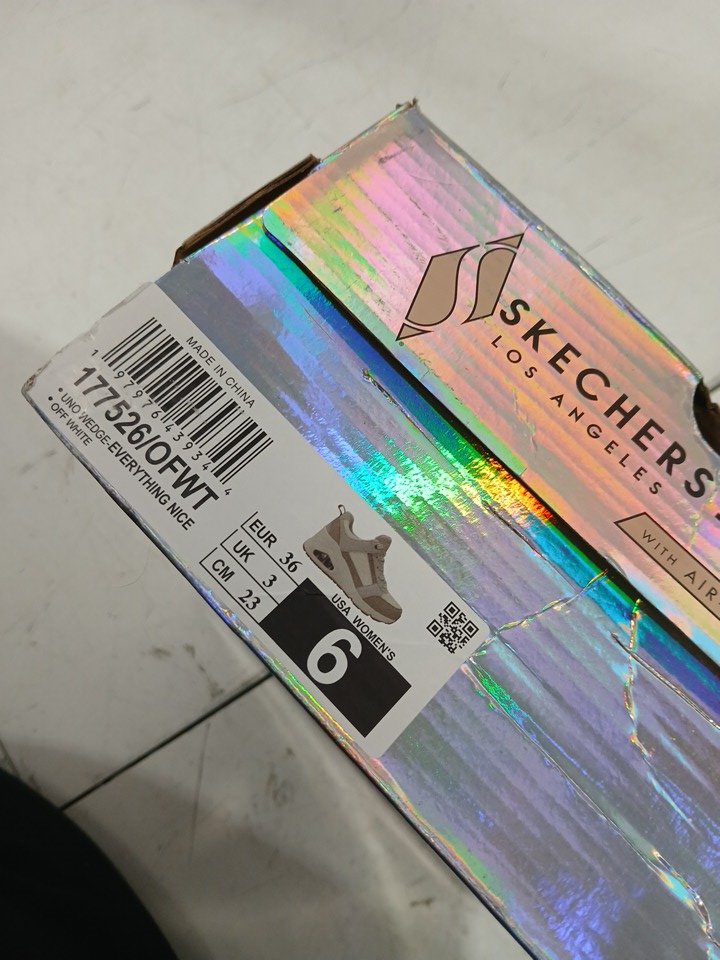 SKECHERS
LOS ANGELES
WITH AIR
MADE IN CHINA
1 97976 43934 4
177526/OFWT
• UNO WEDGE-EVERYTHING NICE
• OFF WHITE
EUR 36
UK 3
CM 23
USA WOMEN'S
6